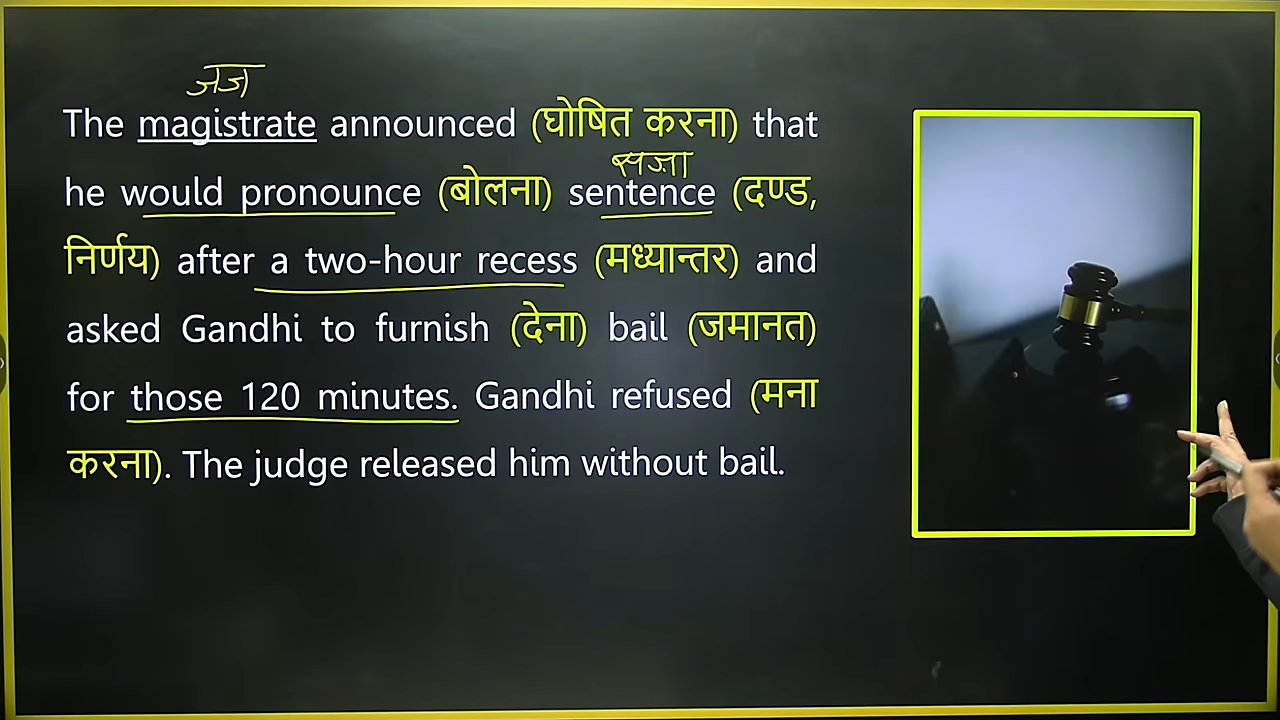 जज
The magistrate announced (घोषित करना) that
सजा
he would pronounce (बोलना) sentence (दण्ड,
निर्णय) after a two-hour recess (मध्यान्तर) and
asked Gandhi to furnish (देना) bail (जमानत)
for those 120 minutes. Gandhi refused (मना
करना). The judge released him without bail.